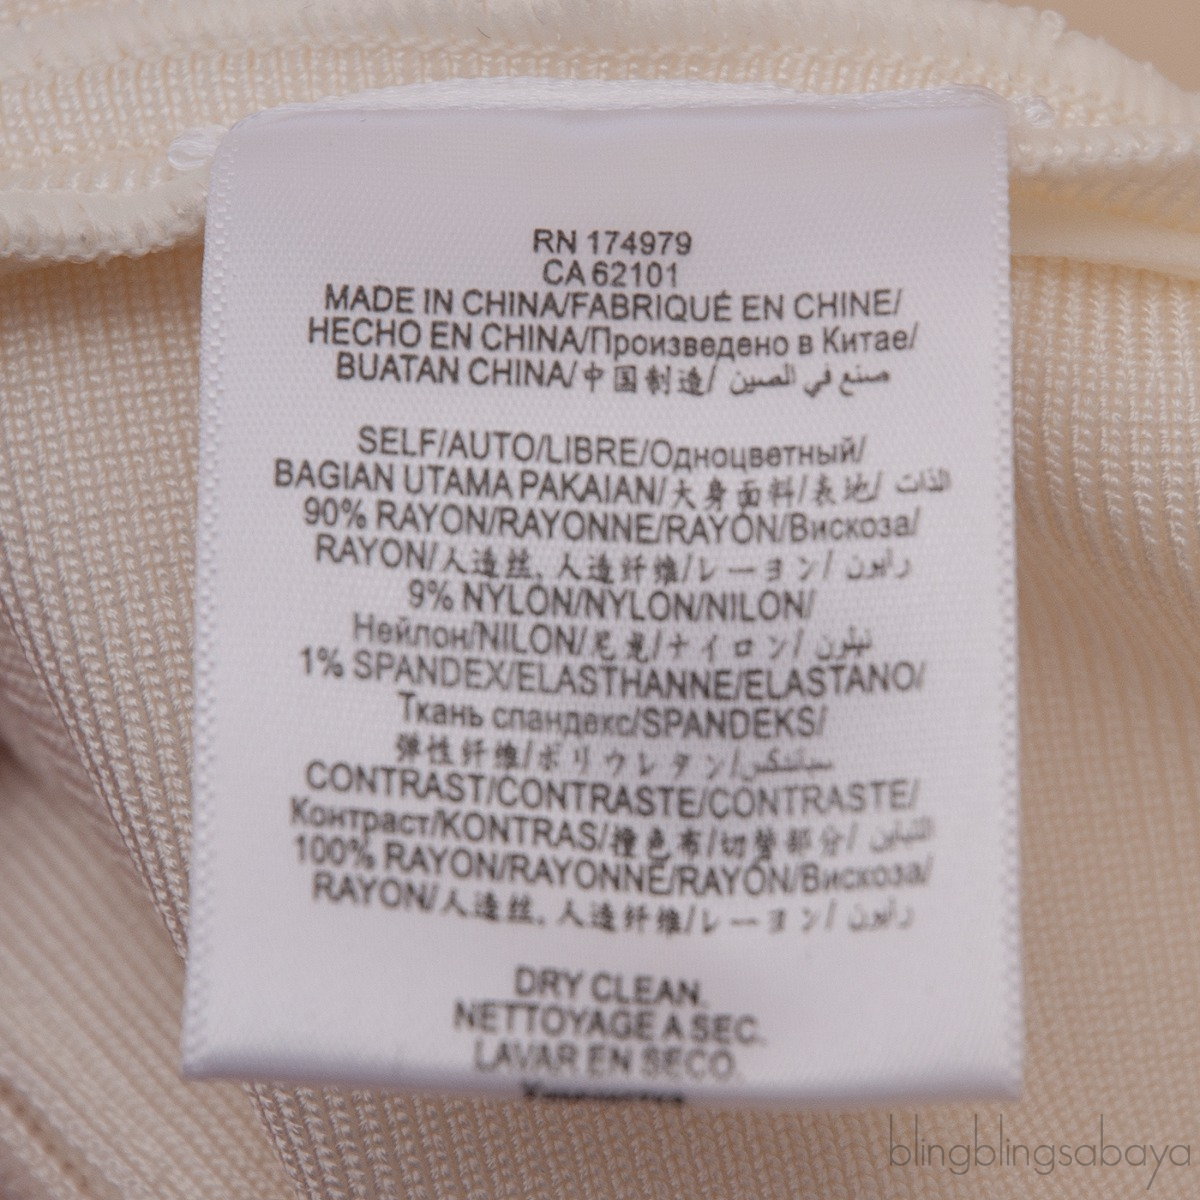 RN 174979
CA 62101
MADE IN CHINA/FABRIQUÉ EN CHINE/
HECHO EN CHINA/Произведено в Китае/
BUATAN CHINA/中国制造/ صنع في الصين
SELF/AUTO/LIBRE/Одноцветный/
BAGIAN UTAMA PAKAIAN/大身面料/表地/ الذات
90% RAYON/RAYONNE/RAYÓN/Вискоза/
RAYON/人造丝, 人造纤维/レーヨン/ رايون
9% NYLON/NYLON/NILON/
Нейлон/NILON/尼龙/ナイロン/ نيلون
1% SPANDEX/ELASTHANNE/ELASTANO/
Ткань спандекс/SPANDEKS/
弹性纤维/ポリウレタン/
CONTRAST/CONTRASTE/CONTRASTE/
Контраст/KONTRAS/撞色布/切替部分/ التباين
100% RAYON/RAYONNE/RAYÓN/Вискоза/
RAYON/人造丝, 人造纤维/レーヨン/ رايون
DRY CLEAN.
NETTOYAGE A SEC.
LAVAR EN SECO.
blingblingsabaya